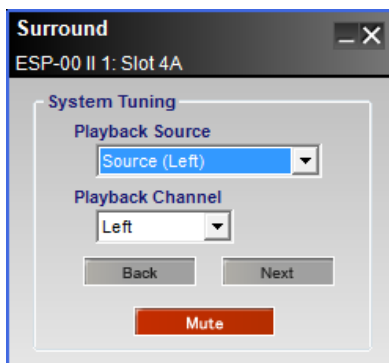 Surround
ESP-00 II 1: Slot 4A
System Tuning
Playback Source
Source (Left)
Playback Channel
Left
Back Next
Mute